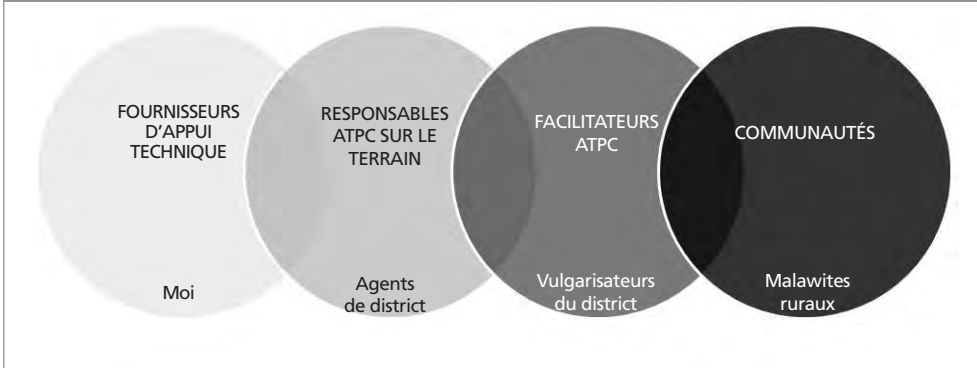 FOURNISSEURS
D'APPUI
TECHNIQUE
Moi
RESPONSABLES
ATPC SUR LE
TERRAIN
Agents
de district
FACILITATEURS
ATPC
Vulgarisateurs
du district
COMMUNAUTÉS
Malawites
ruraux